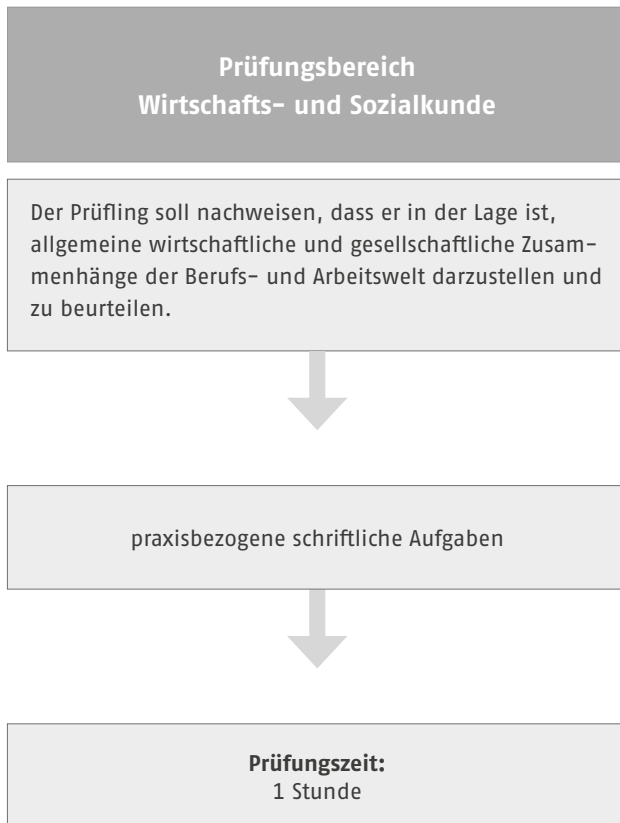 Prüfungsbereich
Wirtschafts- und Sozialkunde
Der Prüfling soll nachweisen, dass er in der Lage ist,
allgemeine wirtschaftliche und gesellschaftliche Zusam-
menhänge der Berufs- und Arbeitswelt darzustellen und
zu beurteilen.
praxisbezogene schriftliche Aufgaben
Prüfungszeit:
1 Stunde